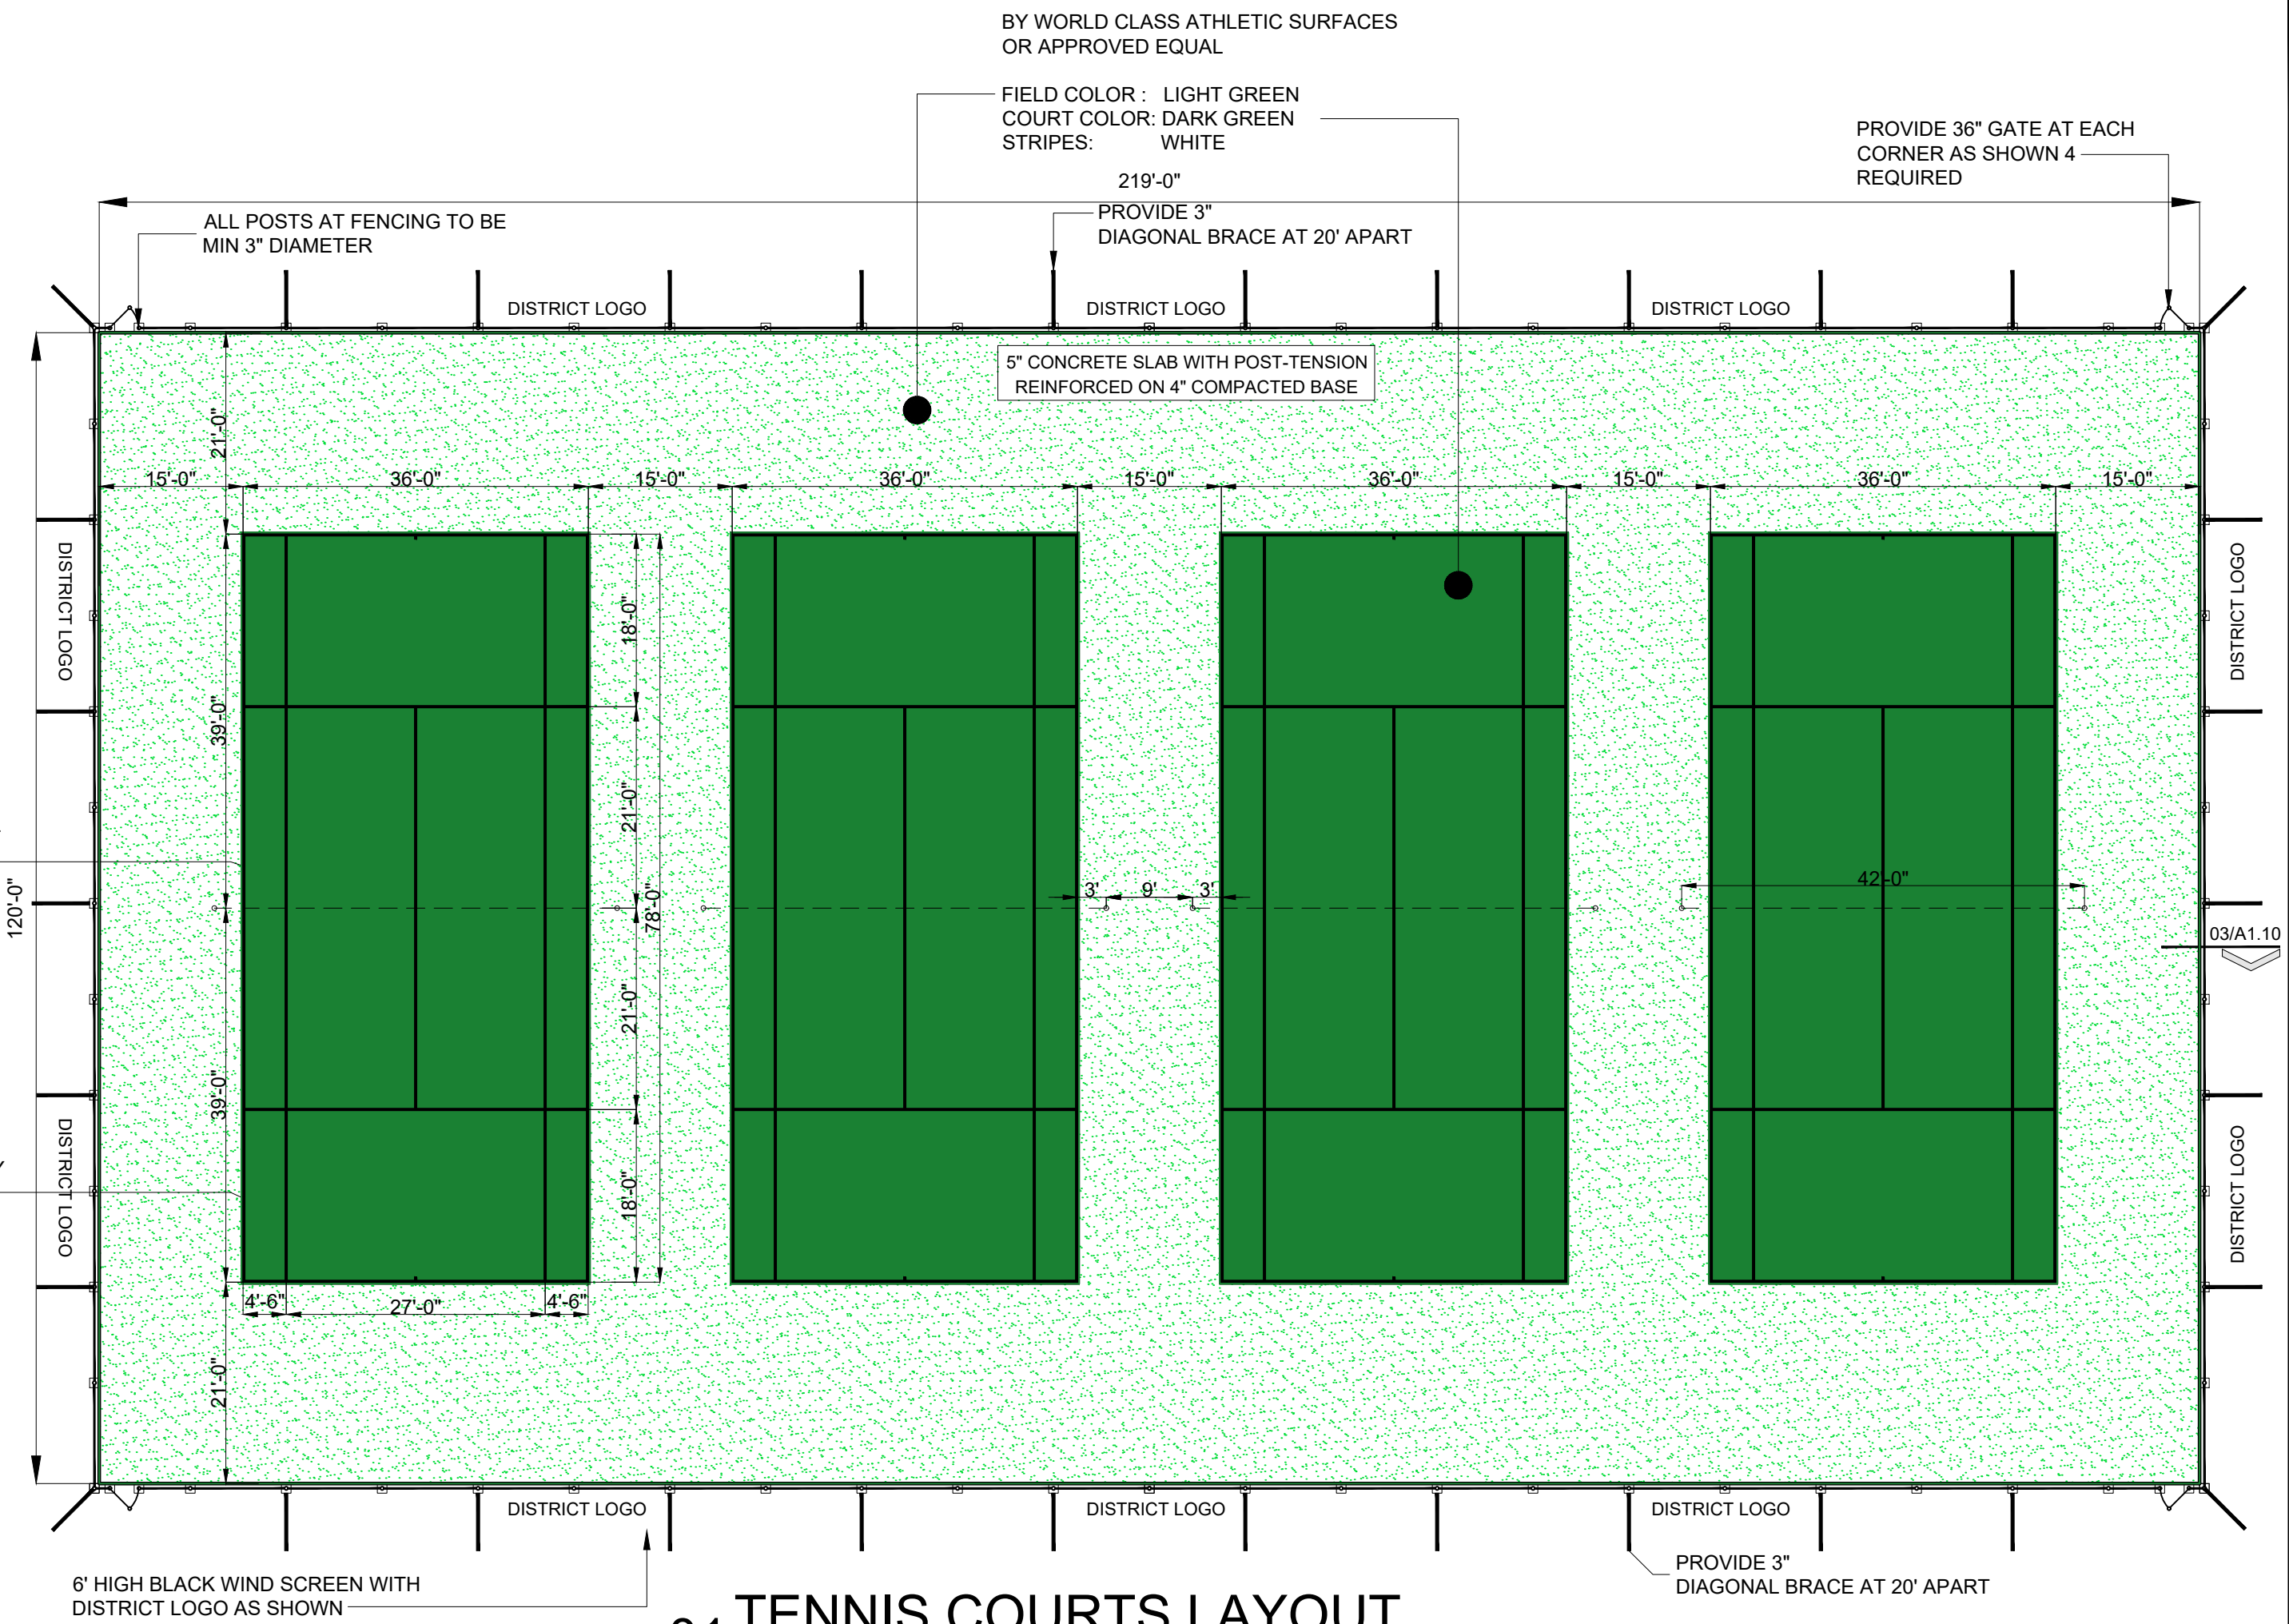 BY WORLD CLASS ATHLETIC SURFACES
OR APPROVED EQUAL
FIELD COLOR : LIGHT GREEN
COURT COLOR: DARK GREEN
STRIPES: WHITE
PROVIDE 36" GATE AT EACH
CORNER AS SHOWN 4
REQUIRED
219'-0"
ALL POSTS AT FENCING TO BE
MIN 3" DIAMETER
PROVIDE 3"
DIAGONAL BRACE AT 20' APART
DISTRICT LOGO
DISTRICT LOGO
DISTRICT LOGO
5" CONCRETE SLAB WITH POST-TENSION
REINFORCED ON 4" COMPACTED BASE
21'-0"
15'-0"
36'-0"
15'-0"
36'-0"
15'-0"
36'-0"
15'-0"
36'-0"
15'-0"
DISTRICT LOGO
DISTRICT LOGO
18'-0"
39'-0"
21'-0"
78'-0"
120'-0"
3'
9'
3'
42'-0"
03/A1.10
21'-0"
39'-0"
18'-0"
DISTRICT LOGO
DISTRICT LOGO
4'-6"
27'-0"
4'-6"
21'-0"
DISTRICT LOGO
DISTRICT LOGO
DISTRICT LOGO
6' HIGH BLACK WIND SCREEN WITH
DISTRICT LOGO AS SHOWN
PROVIDE 3"
DIAGONAL BRACE AT 20' APART
TENNIS COURTS LAYOUT